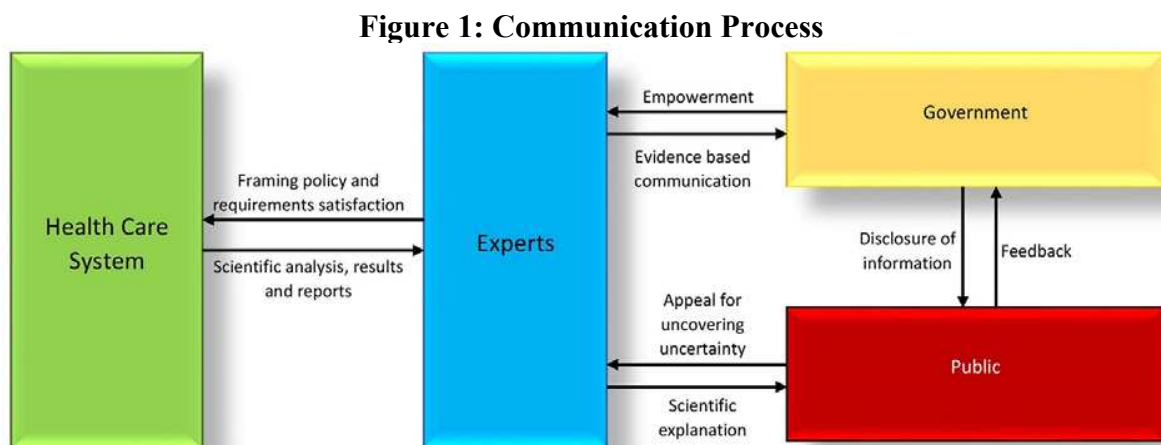 Figure 1: Communication Process
Health Care
System
Framing policy and
requirements satisfaction
Scientific analysis, results
and reports
Experts
Empowerment
Evidence based
communication
Government
Disclosure of
information
Feedback
Appeal for
uncovering
uncertainty
Scientific
explanation
Public